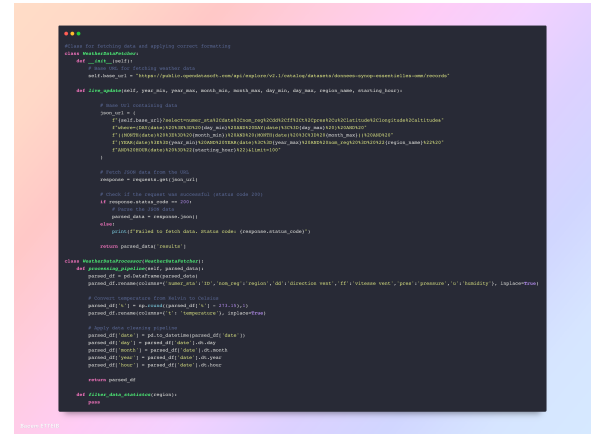 #Class for fetching data and applying correct formatting
class WeatherDataFetcher:
def __init__(self):
# Base URL for fetching weather data
self.base_url = "https://public.opendatasoft.com/api/explore/v2.1/catalog/datasets/donnees-synop-essentielles-omm/records"
def live_update(self, year_min, year_max, month_min, month_max, day_min, day_max, region_name, starting_hour):
# Base URL containing data
json_url = (
f"{self.base_url}?select=numer_sta%2Cdate%2Cnom_reg%2Cdd%2Cff%2Ct%2Cpres%2Cu%2Clatitude%2Clongitude%2Caltitude&"
f"where=(DAY(date)%20%3E%3D%20{day_min}%20AND%20DAY(date)%3C%3D{day_max})%20AND%20"
f"((MONTH(date)%20%3E%3D%20{month_min})%20AND%20(MONTH(date)%20%3C%3D%20{month_max}))%20AND%20"
f"(YEAR(date)%3E%3D{year_min}%20AND%20YEAR(date)%3C%3D{year_max})%20AND%20nom_reg%20%3D%20%22{region_name}%22%20"
f"AND%20HOUR(date)%20%3D%22{starting_hour}%22)&limit=100"
)
# Fetch JSON data from the URL
response = requests.get(json_url)
# Check if the request was successful (status code 200)
if response.status_code == 200:
# Parse the JSON data
parsed_data = response.json()
else:
print(f"Failed to fetch data. Status code: {response.status_code}")
return parsed_data['results']
class WeatherDataProcessor(WeatherDataFetcher):
def processing_pipeline(self, parsed_data):
parsed_df = pd.DataFrame(parsed_data)
parsed_df.rename(columns={'numer_sta':'ID','nom_reg':'region','dd':'direction vent','ff':'vitesse vent','pres':'pressure','u':'humidity'}, inplace=True)
# Convert temperature from Kelvin to Celsius
parsed_df['t'] = np.round((parsed_df['t'] - 273.15),1)
parsed_df.rename(columns={'t': 'temperature'}, inplace=True)
# Apply data cleaning pipeline
parsed_df['date'] = pd.to_datetime(parsed_df['date'])
parsed_df['day'] = parsed_df['date'].dt.day
parsed_df['month'] = parsed_df['date'].dt.month
parsed_df['year'] = parsed_df['date'].dt.year
parsed_df['hour'] = parsed_df['date'].dt.hour
return parsed_df
def filter_data_statistics(region):
pass